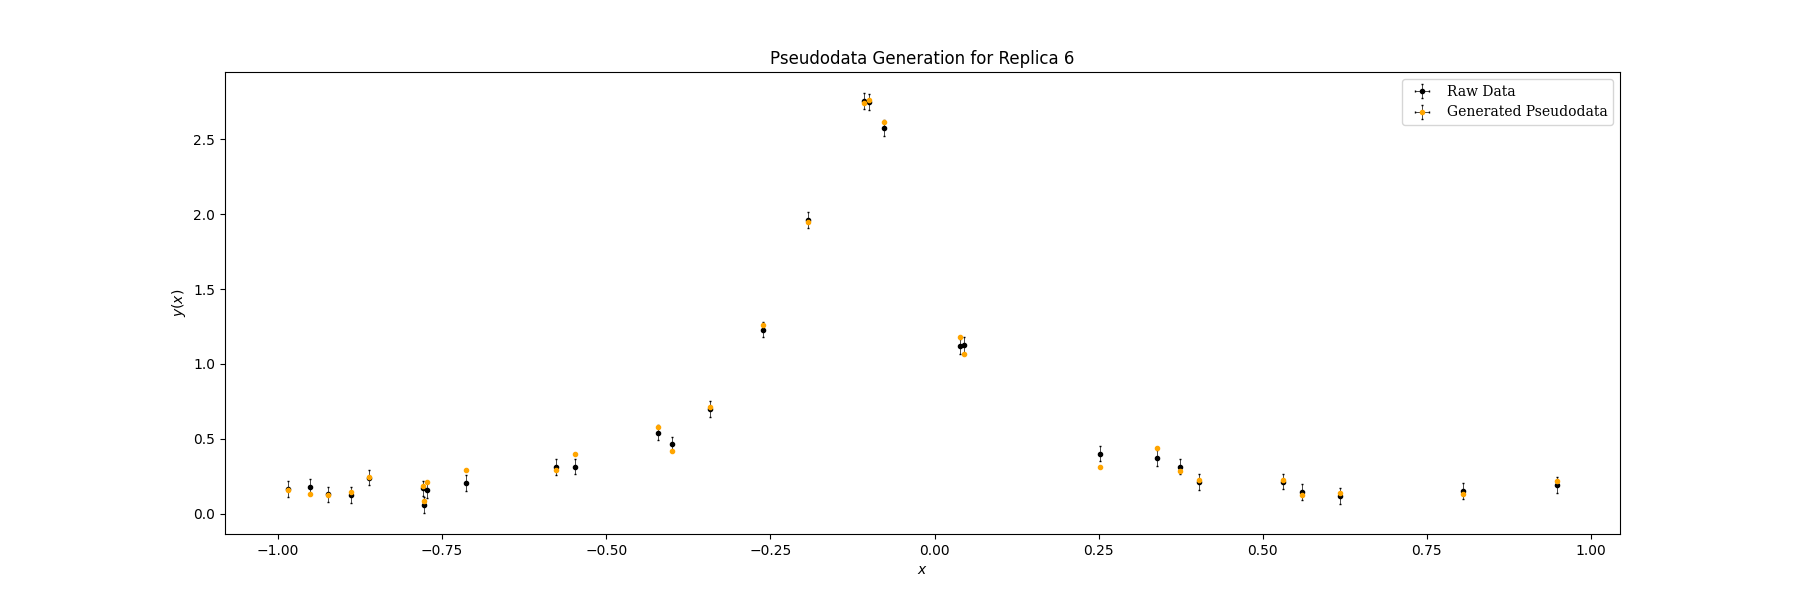 Pseudodata Generation for Replica 6
Raw Data
Generated Pseudodata
y(x)
2.5
2.0
1.5
1.0
0.5
0.0
−1.00 −0.75 −0.50 −0.25 0.00 0.25 0.50 0.75 1.00
x